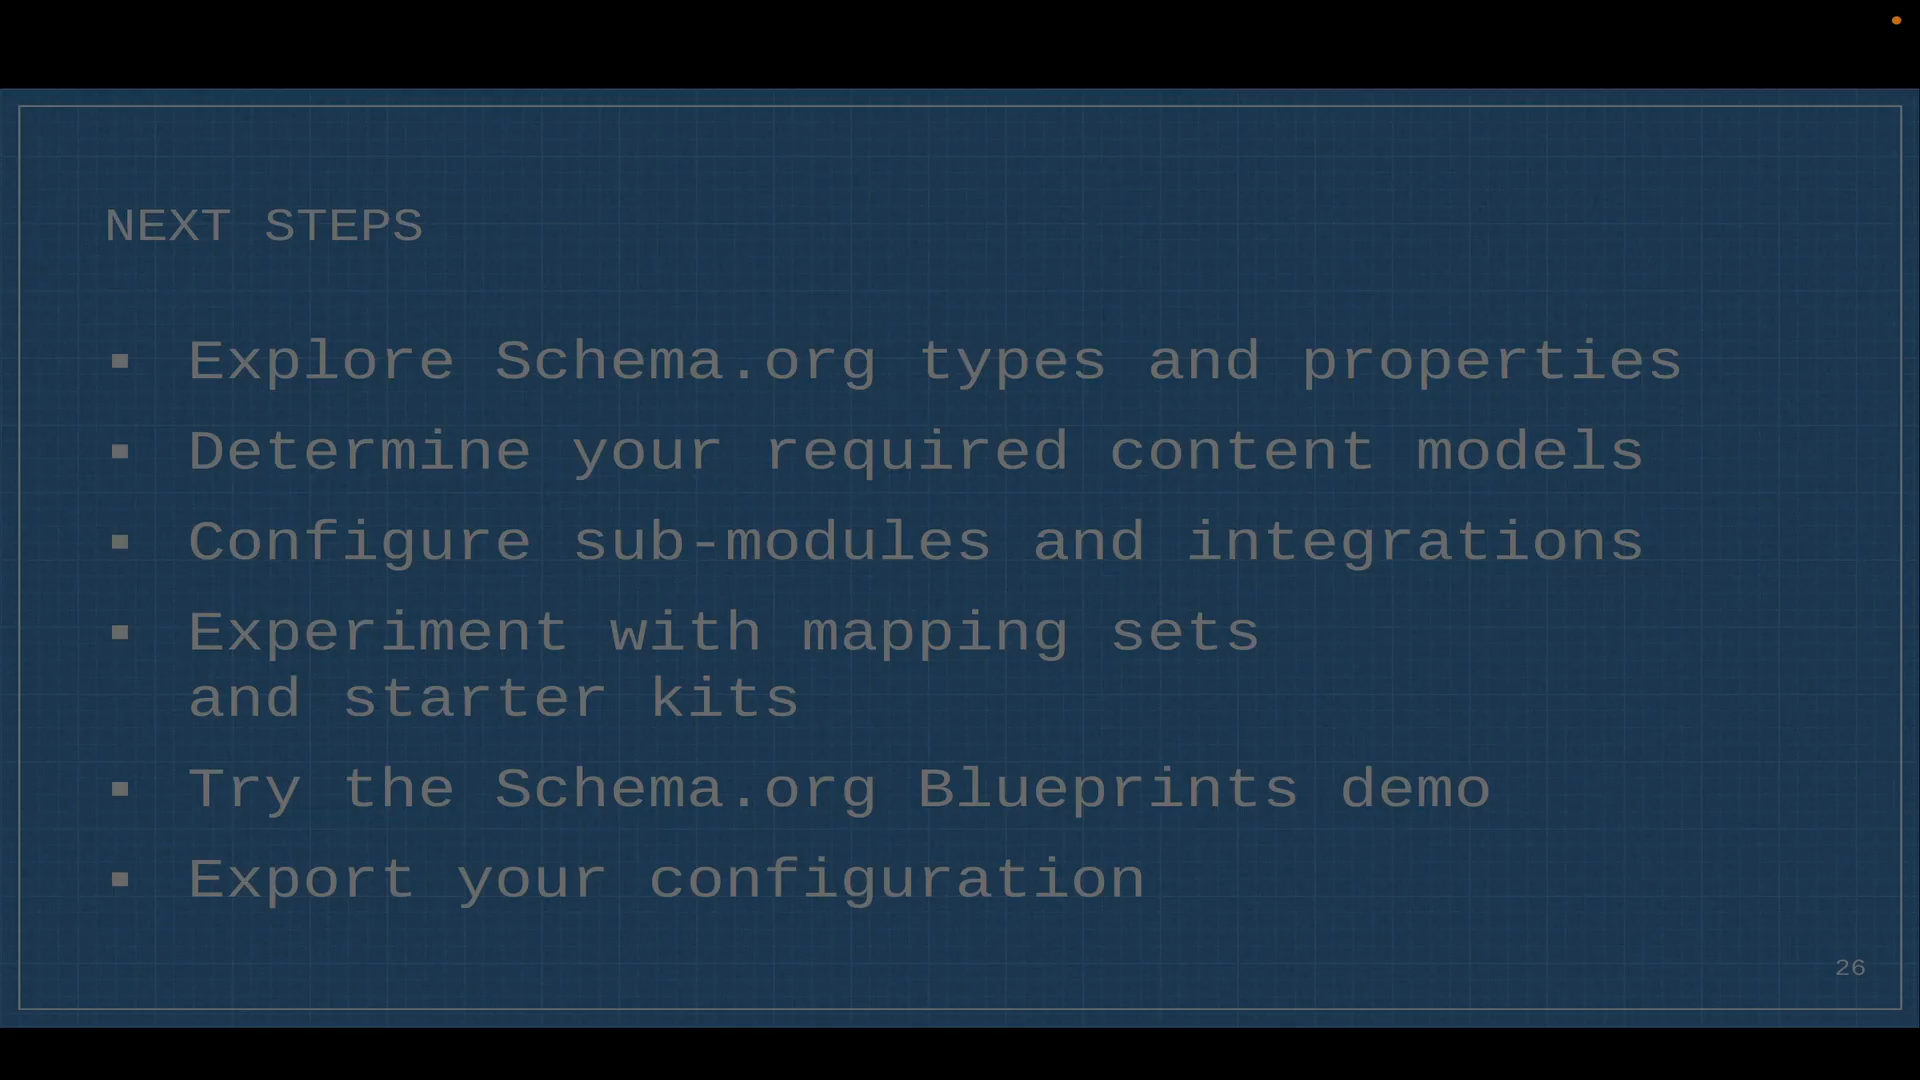 NEXT STEPS
▪ Explore Schema.org types and properties
▪ Determine your required content models
▪ Configure sub-modules and integrations
▪ Experiment with mapping sets
and starter kits
▪ Try the Schema.org Blueprints demo
▪ Export your configuration
26